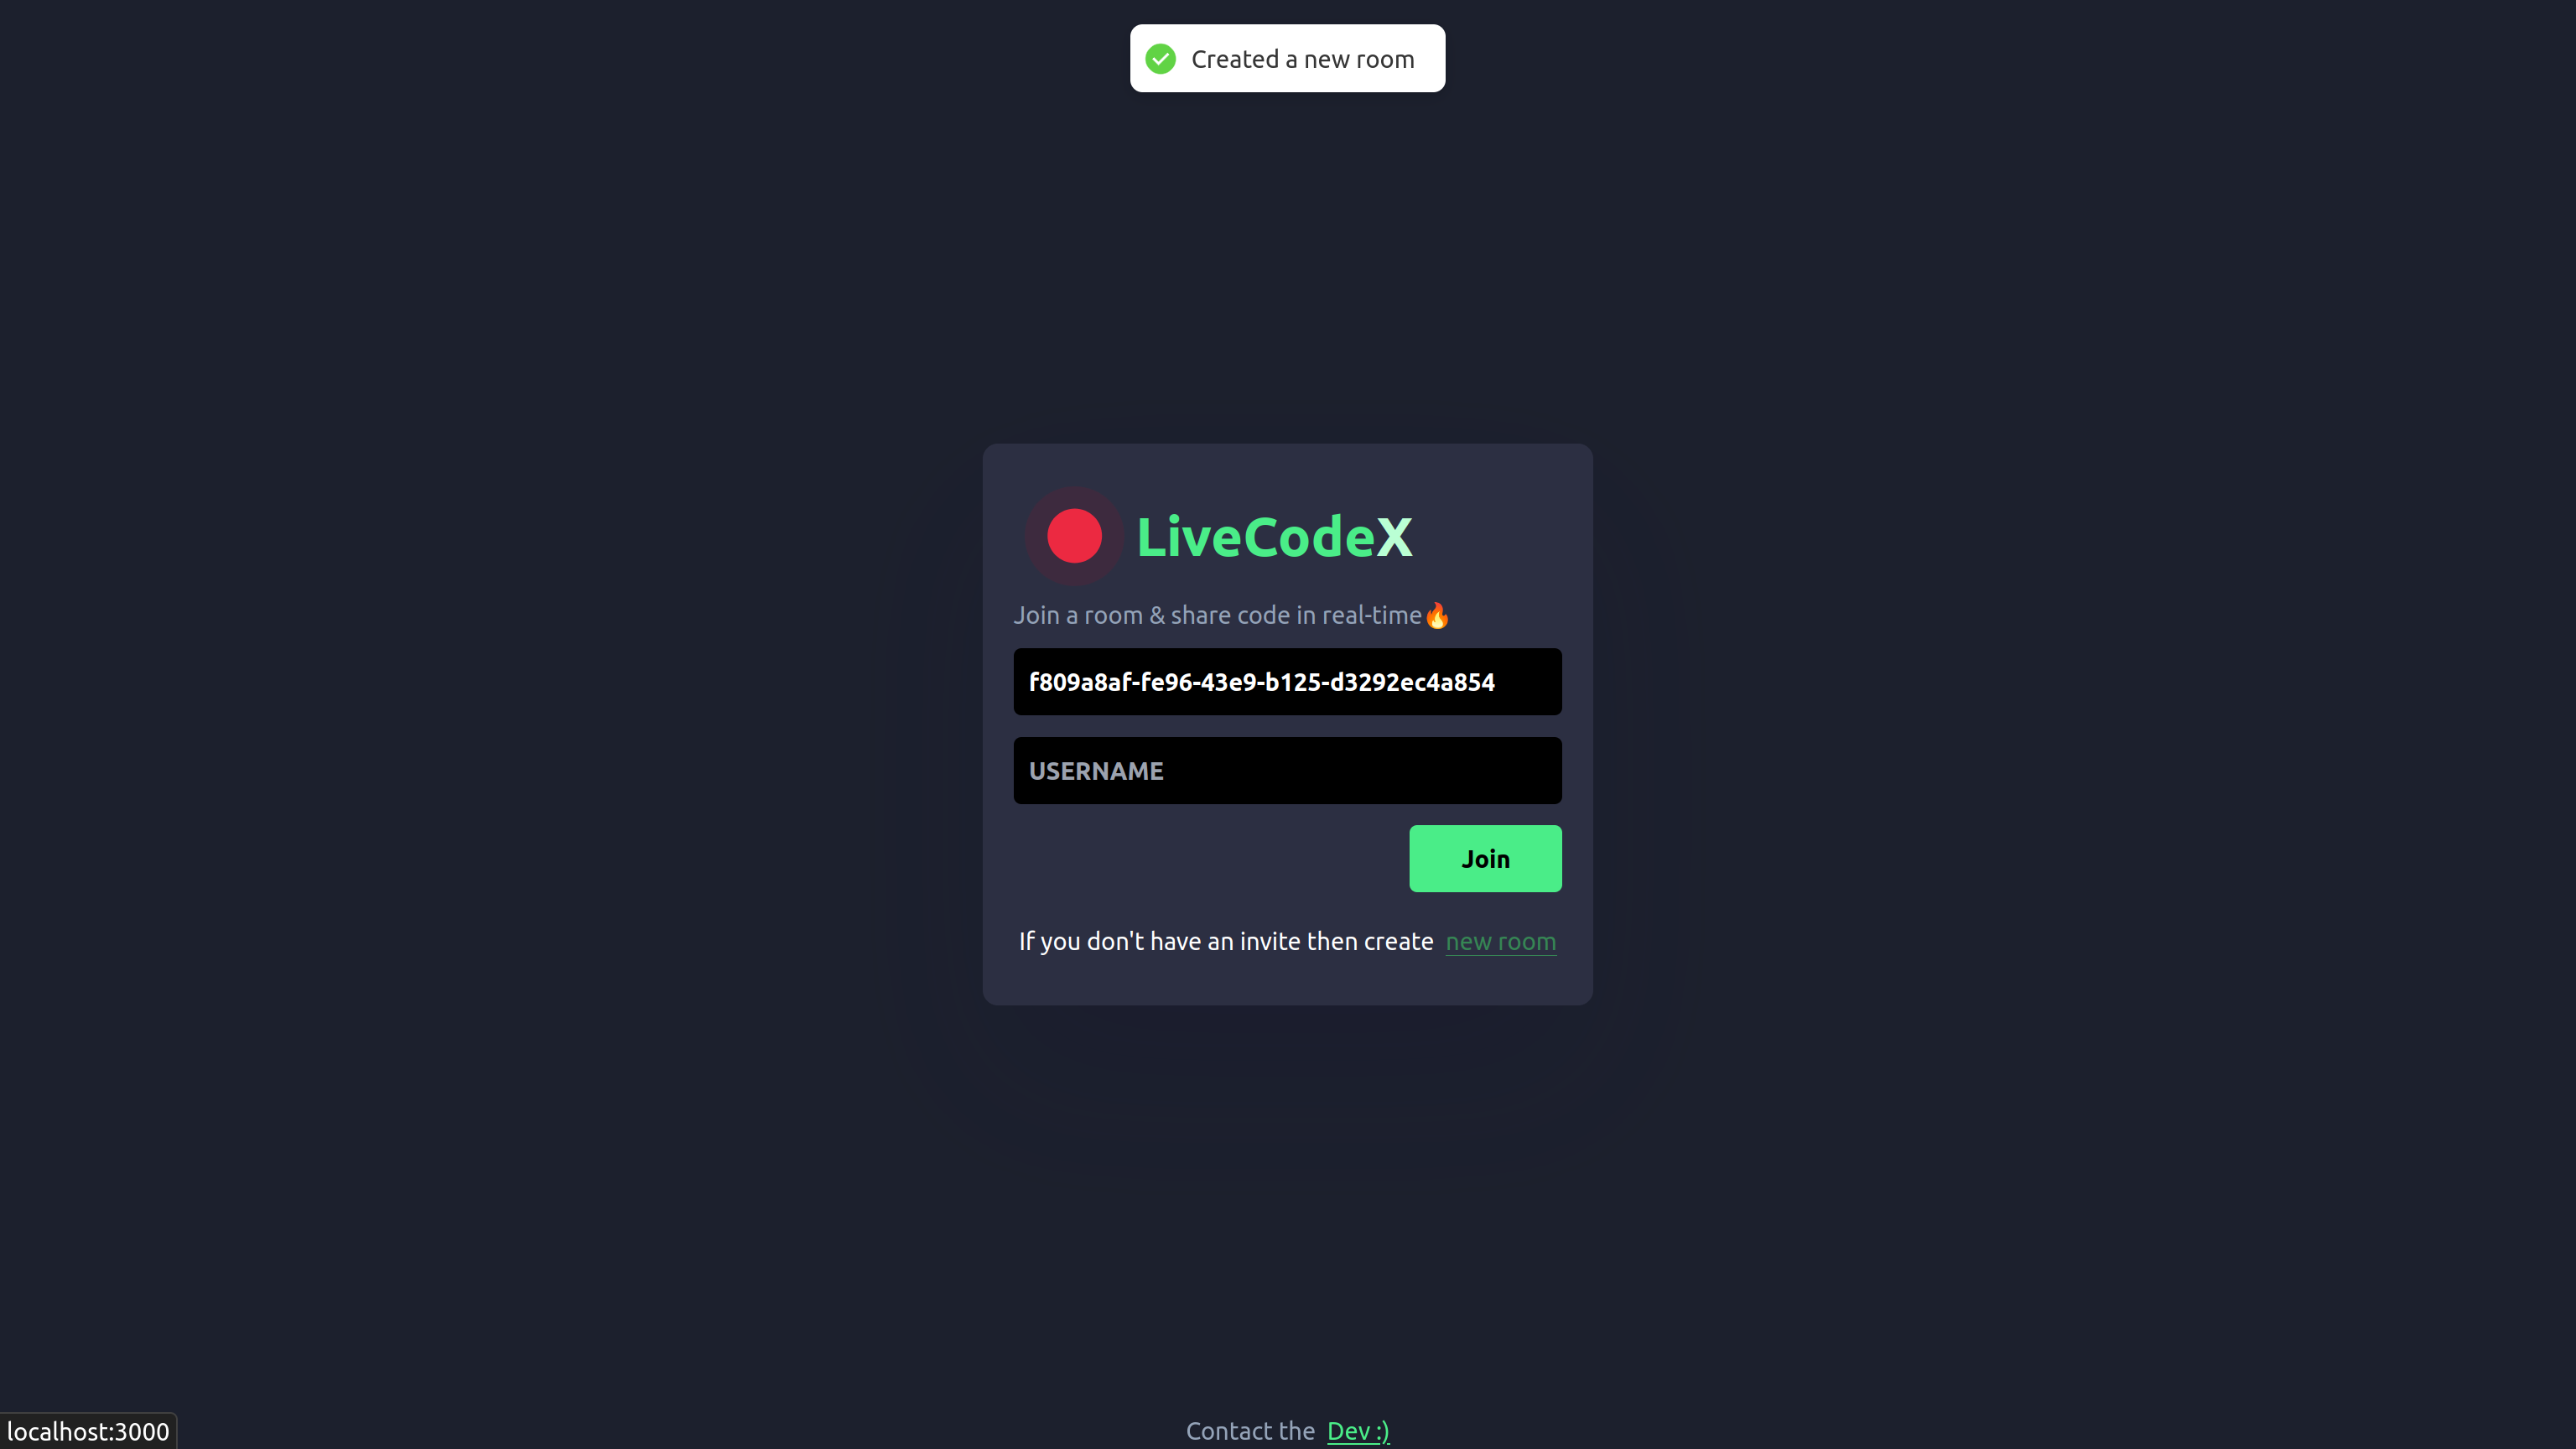 Created a new room
LiveCodeX
Join a room & share code in real-time🔥
f809a8af-fe96-43e9-b125-d3292ec4a854
USERNAME
Join
If you don't have an invite then create new room
localhost:3000
Contact the Dev :)